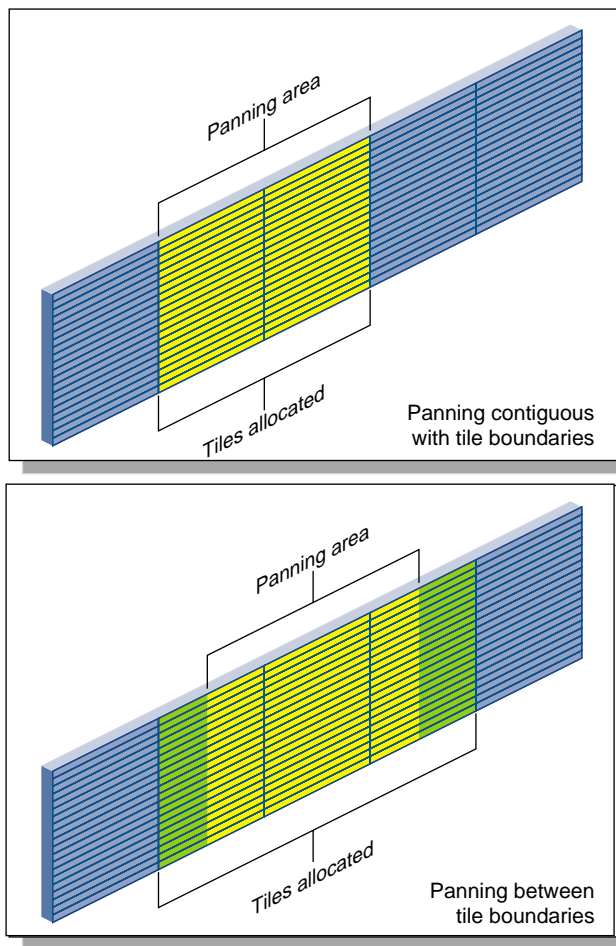 Panning area
Tiles allocated
Panning contiguous
with tile boundaries
Panning area
Tiles allocated
Panning between
tile boundaries